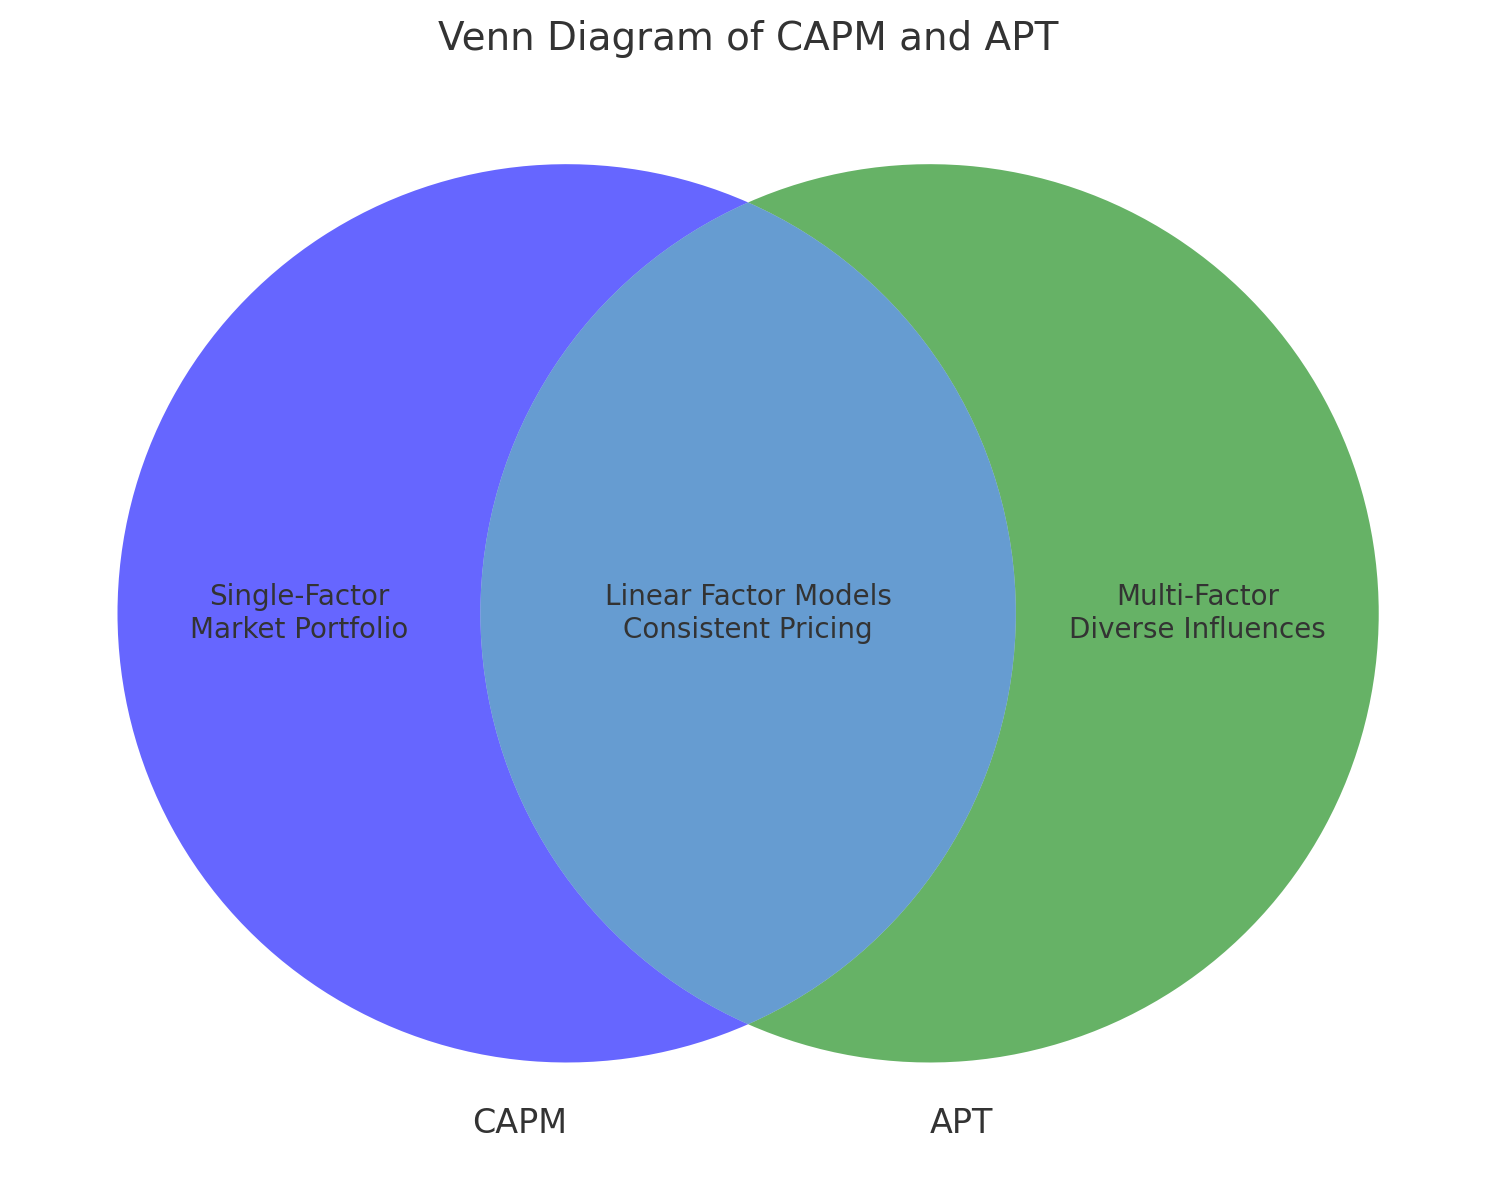 Venn Diagram of CAPM and APT
Single-Factor
Market Portfolio
Linear Factor Models
Consistent Pricing
Multi-Factor
Diverse Influences
CAPM
APT